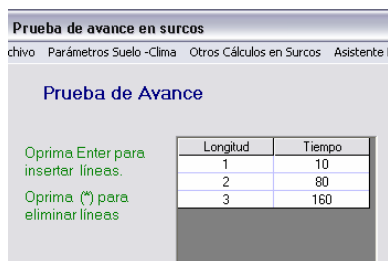 Prueba de avance en surcos
chivo Parámetros Suelo -Clima Otros Cálculos en Surcos Asistente
Prueba de Avance
Oprima Enter para
insertar líneas.
Oprima (*) para
eliminar líneas
Longitud Tiempo
1 10
2 80
3 160